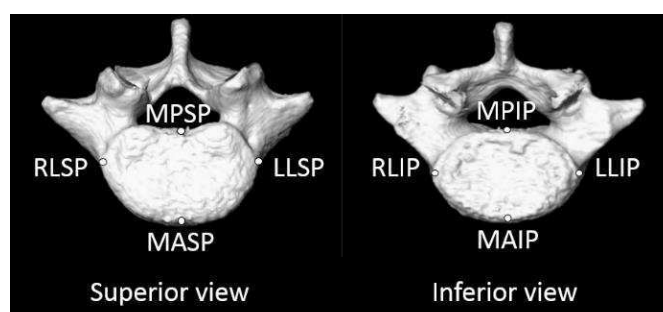 MPSP
RLSP
LLSP
MASP
Superior view
MPIP
RLIP
LLIP
MAIP
Inferior view